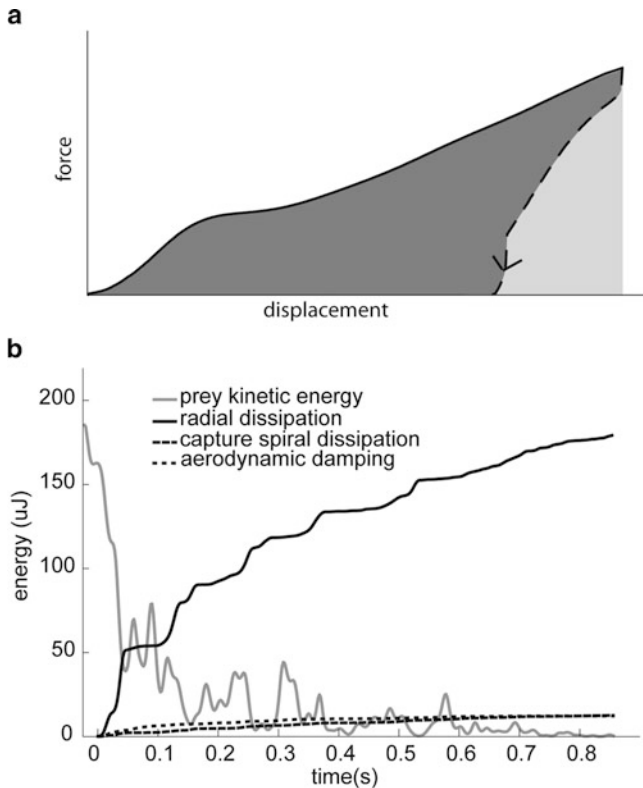 a
force
displacement
b
prey kinetic energy
radial dissipation
capture spiral dissipation
aerodynamic damping
energy (uJ)
200
150
100
50
0
0 0.1 0.2 0.3 0.4 0.5 0.6 0.7 0.8
time(s)